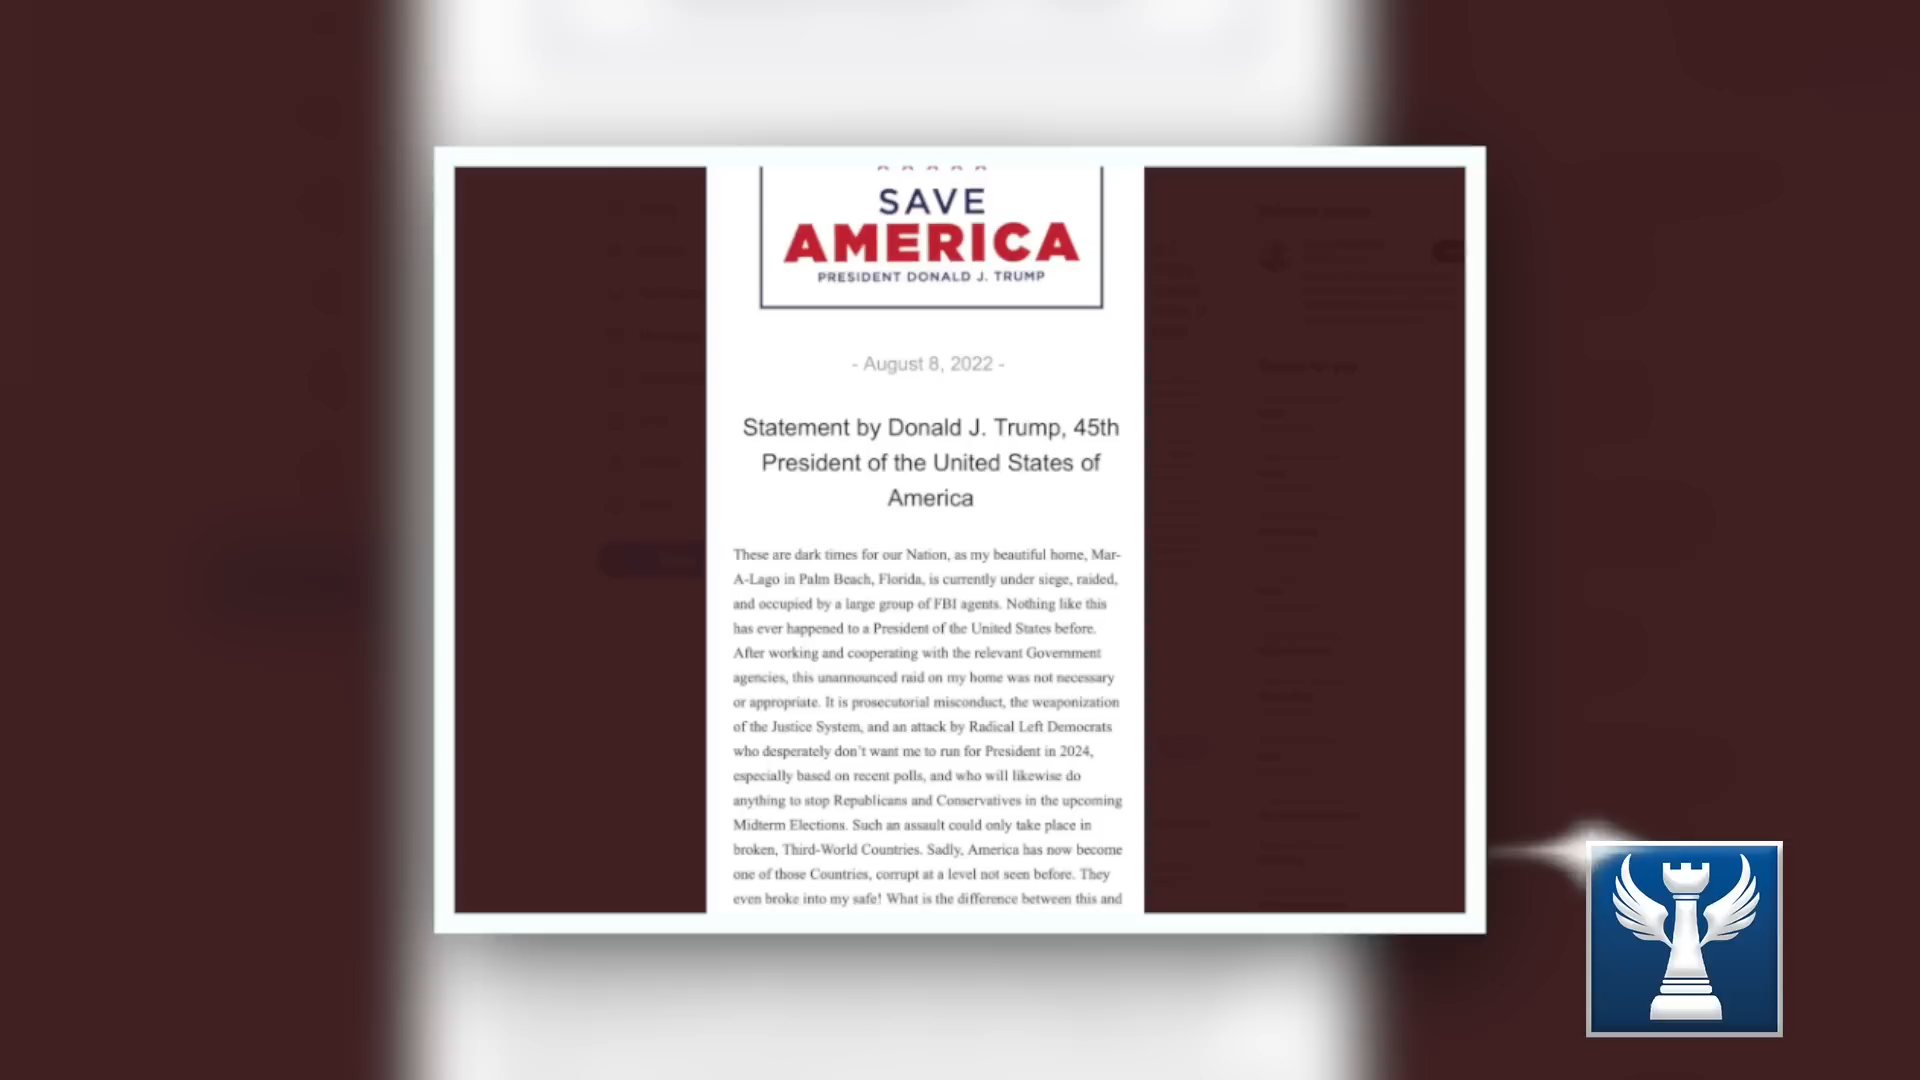 SAVE
AMERICA
PRESIDENT DONALD J. TRUMP
- August 8, 2022 -
Statement by Donald J. Trump, 45th
President of the United States of
America
These are dark times for our Nation, as my beautiful home, Mar-
A-Lago in Palm Beach, Florida, is currently under siege, raided,
and occupied by a large group of FBI agents. Nothing like this
has ever happened to a President of the United States before.
After working and cooperating with the relevant Government
agencies, this unannounced raid on my home was not necessary
or appropriate. It is prosecutorial misconduct, the weaponization
of the Justice System, and an attack by Radical Left Democrats
who desperately don't want me to run for President in 2024,
especially based on recent polls, and who will likewise do
anything to stop Republicans and Conservatives in the upcoming
Midterm Elections. Such an assault could only take place in
broken, Third-World Countries. Sadly, America has now become
one of those Countries, corrupt at a level not seen before. They
even broke into my safe! What is the difference between this and